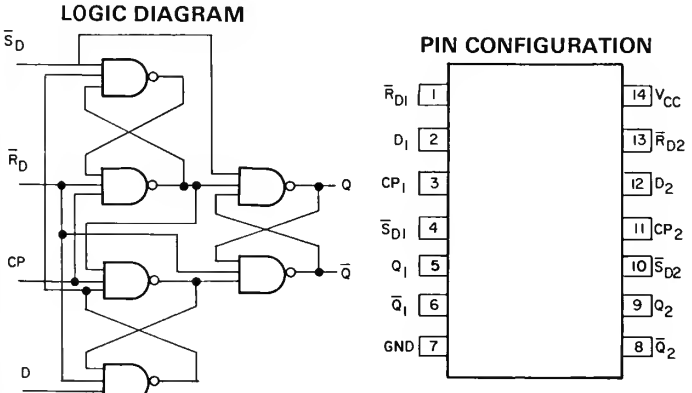 LOGIC DIAGRAM
S̅D
R̅D
CP
D
Q
Q̅
PIN CONFIGURATION
R̅D1 1
D1 2
CP1 3
S̅D1 4
Q1 5
Q̅1 6
GND 7
14 VCC
13 R̅D2
12 D2
11 CP2
10 S̅D2
9 Q2
8 Q̅2